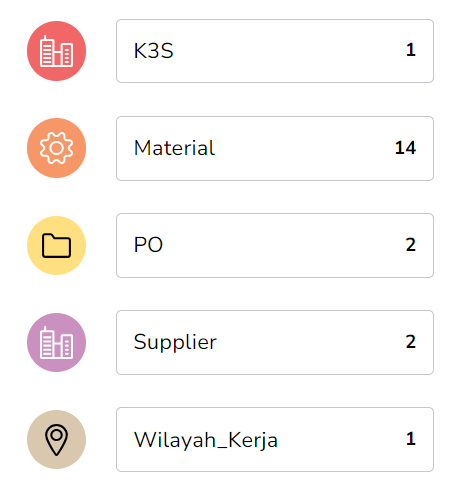 K3S 1
Material 14
PO 2
Supplier 2
Wilayah_Kerja 1